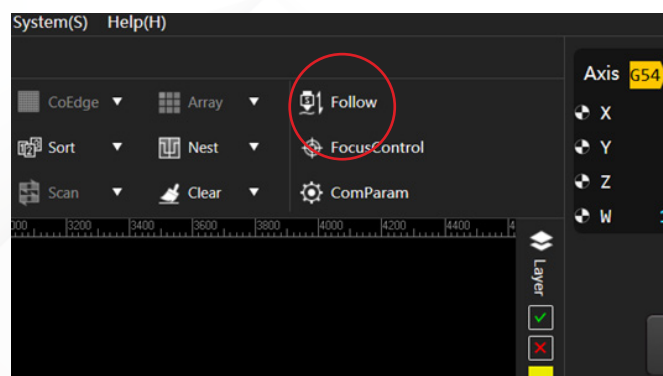 System(S) Help(H)
CoEdge Array Follow
Sort Nest FocusControl
Scan Clear ComParam
3200 3400 3600 3800 4000 4200 4400
Layer
Axis G54
X
Y
Z
W